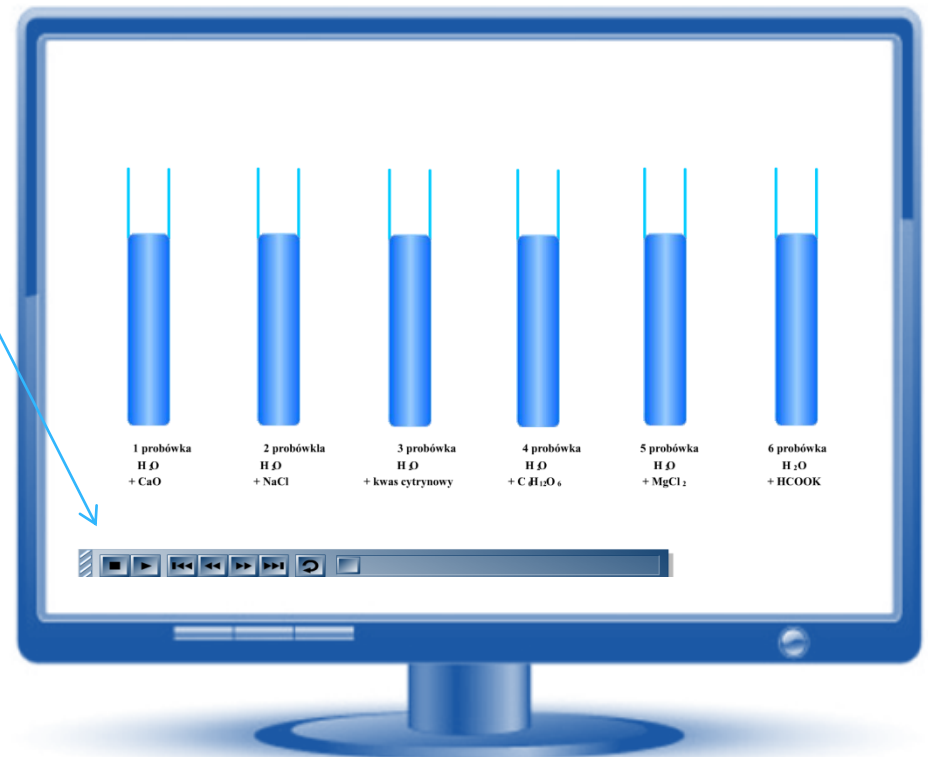 1 probówka
H2O
+ CaO
2 probówkla
H2O
+ NaCl
3 probówka
H2O
+ kwas cytrynowy
4 probówka
H2O
+ C6H12O6
5 probówka
H2O
+ MgCl2
6 probówka
H2O
+ HCOOK